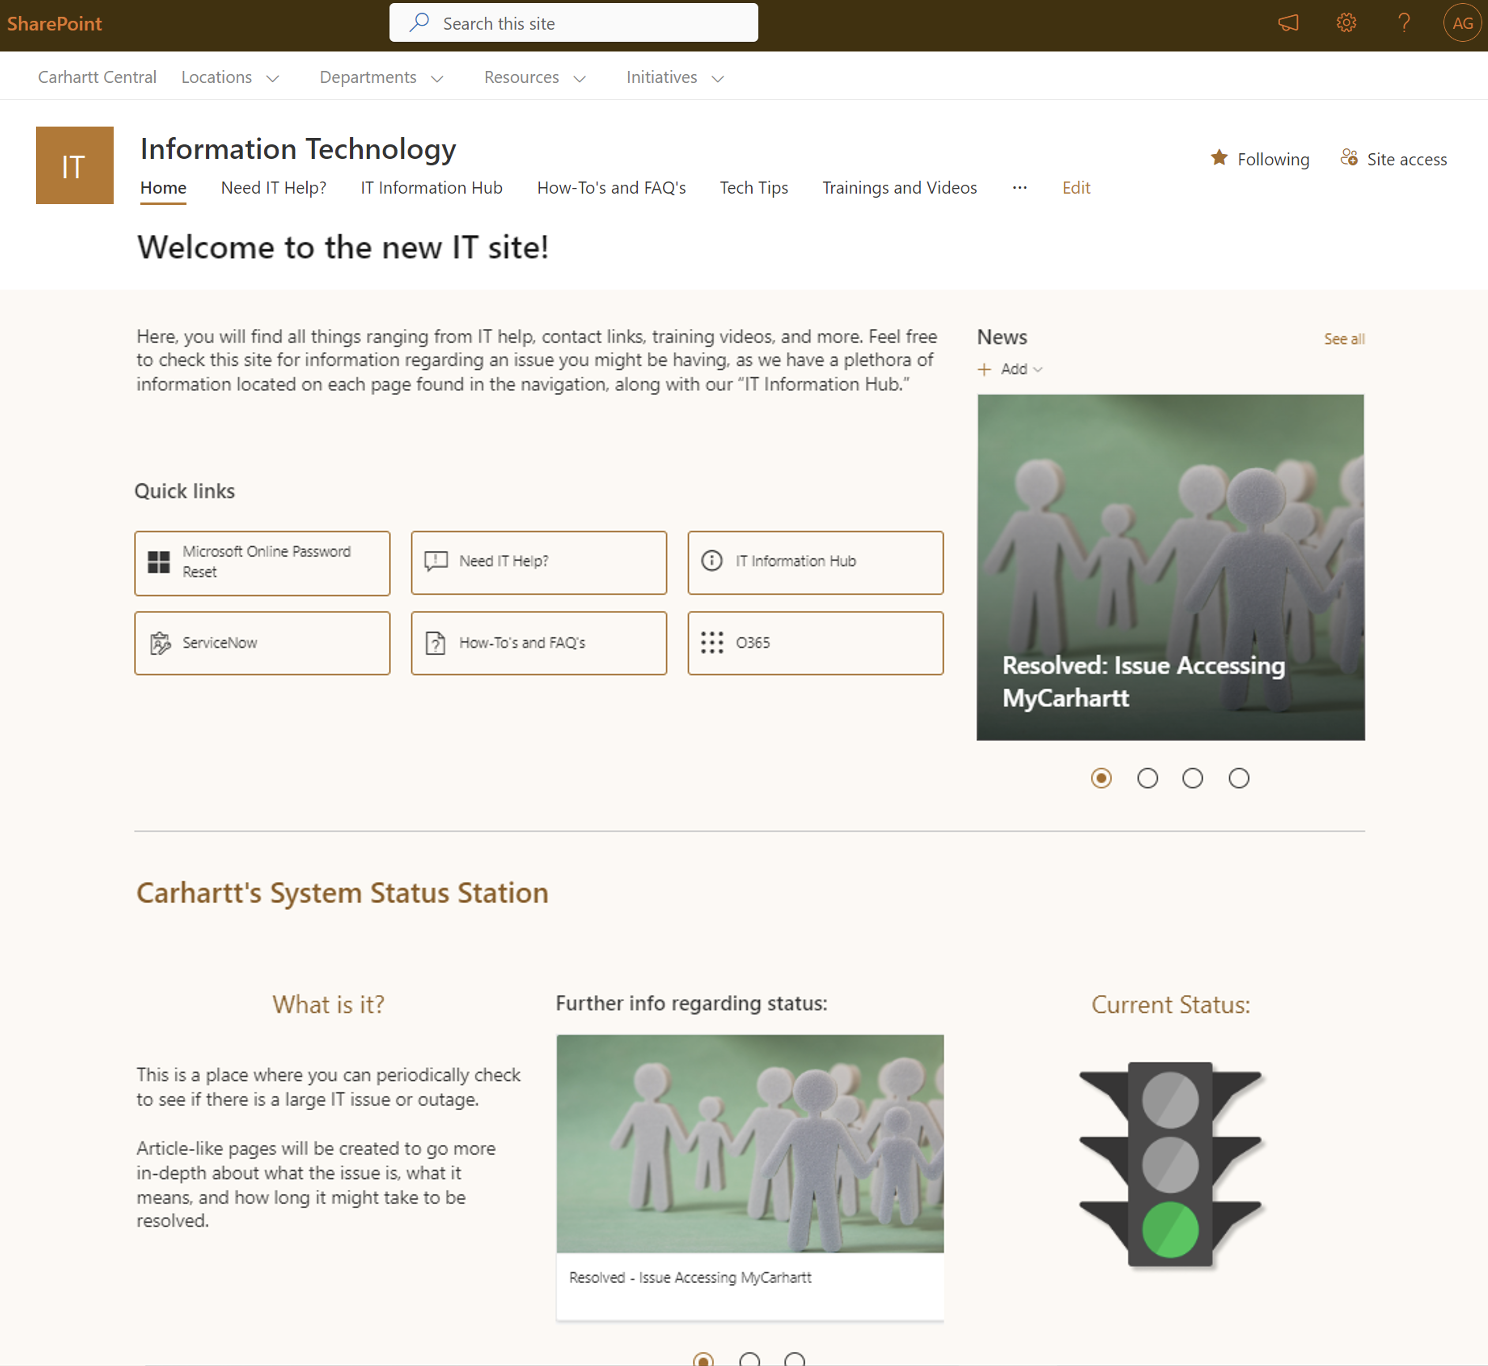 SharePoint
Search this site
AG
Carhartt Central
Locations
Departments
Resources
Initiatives
IT
Information Technology
Following
Site access
Home
Need IT Help?
IT Information Hub
How-To's and FAQ's
Tech Tips
Trainings and Videos
···
Edit
Welcome to the new IT site!
Here, you will find all things ranging from IT help, contact links, training videos, and more. Feel free
to check this site for information regarding an issue you might be having, as we have a plethora of
information located on each page found in the navigation, along with our “IT Information Hub.”
News
See all
+ Add
Resolved: Issue Accessing
MyCarhartt
Quick links
Microsoft Online Password
Reset
Need IT Help?
IT Information Hub
ServiceNow
How-To's and FAQ's
O365
Carhartt's System Status Station
What is it?
This is a place where you can periodically check
to see if there is a large IT issue or outage.
Article-like pages will be created to go more
in-depth about what the issue is, what it
means, and how long it might take to be
resolved.
Further info regarding status:
Resolved - Issue Accessing MyCarhartt
Current Status: